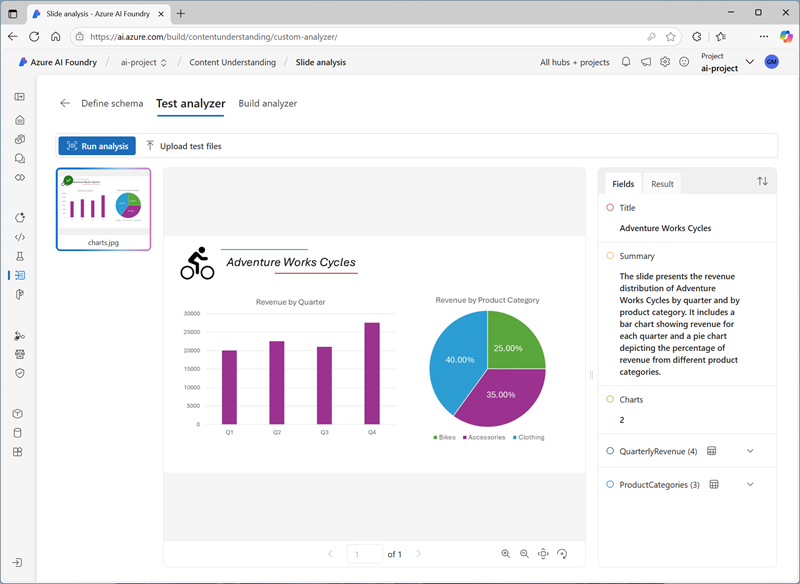 Slide analysis - Azure AI Foundry
https://ai.azure.com/build/contentunderstanding/custom-analyzer/
Azure AI Foundry / ai-project / Content Understanding / Slide analysis
All hubs + projects
Project
ai-project
GM
Define schema
Test analyzer
Build analyzer
Run analysis
Upload test files
charts.jpg
Adventure Works Cycles
Revenue by Quarter
30000
25000
20000
15000
10000
5000
0
Q1 Q2 Q3 Q4
Revenue by Product Category
25.00%
40.00%
35.00%
Bikes Accessories Clothing
1 of 1
Fields
Result
Title
Adventure Works Cycles
Summary
The slide presents the revenue
distribution of Adventure
Works Cycles by quarter and by
product category. It includes a
bar chart showing revenue for
each quarter and a pie chart
depicting the percentage of
revenue from different product
categories.
Charts
2
QuarterlyRevenue (4)
ProductCategories (3)